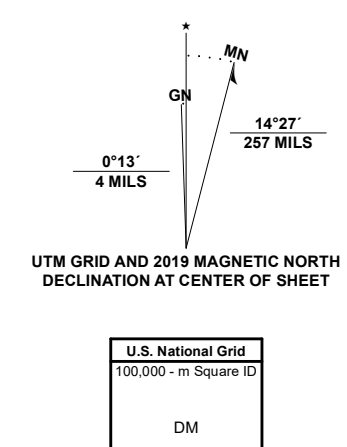 ★
MN
GN
14°27´
257 MILS
0°13´
4 MILS
UTM GRID AND 2019 MAGNETIC NORTH
DECLINATION AT CENTER OF SHEET
U.S. National Grid
100,000 - m Square ID
DM